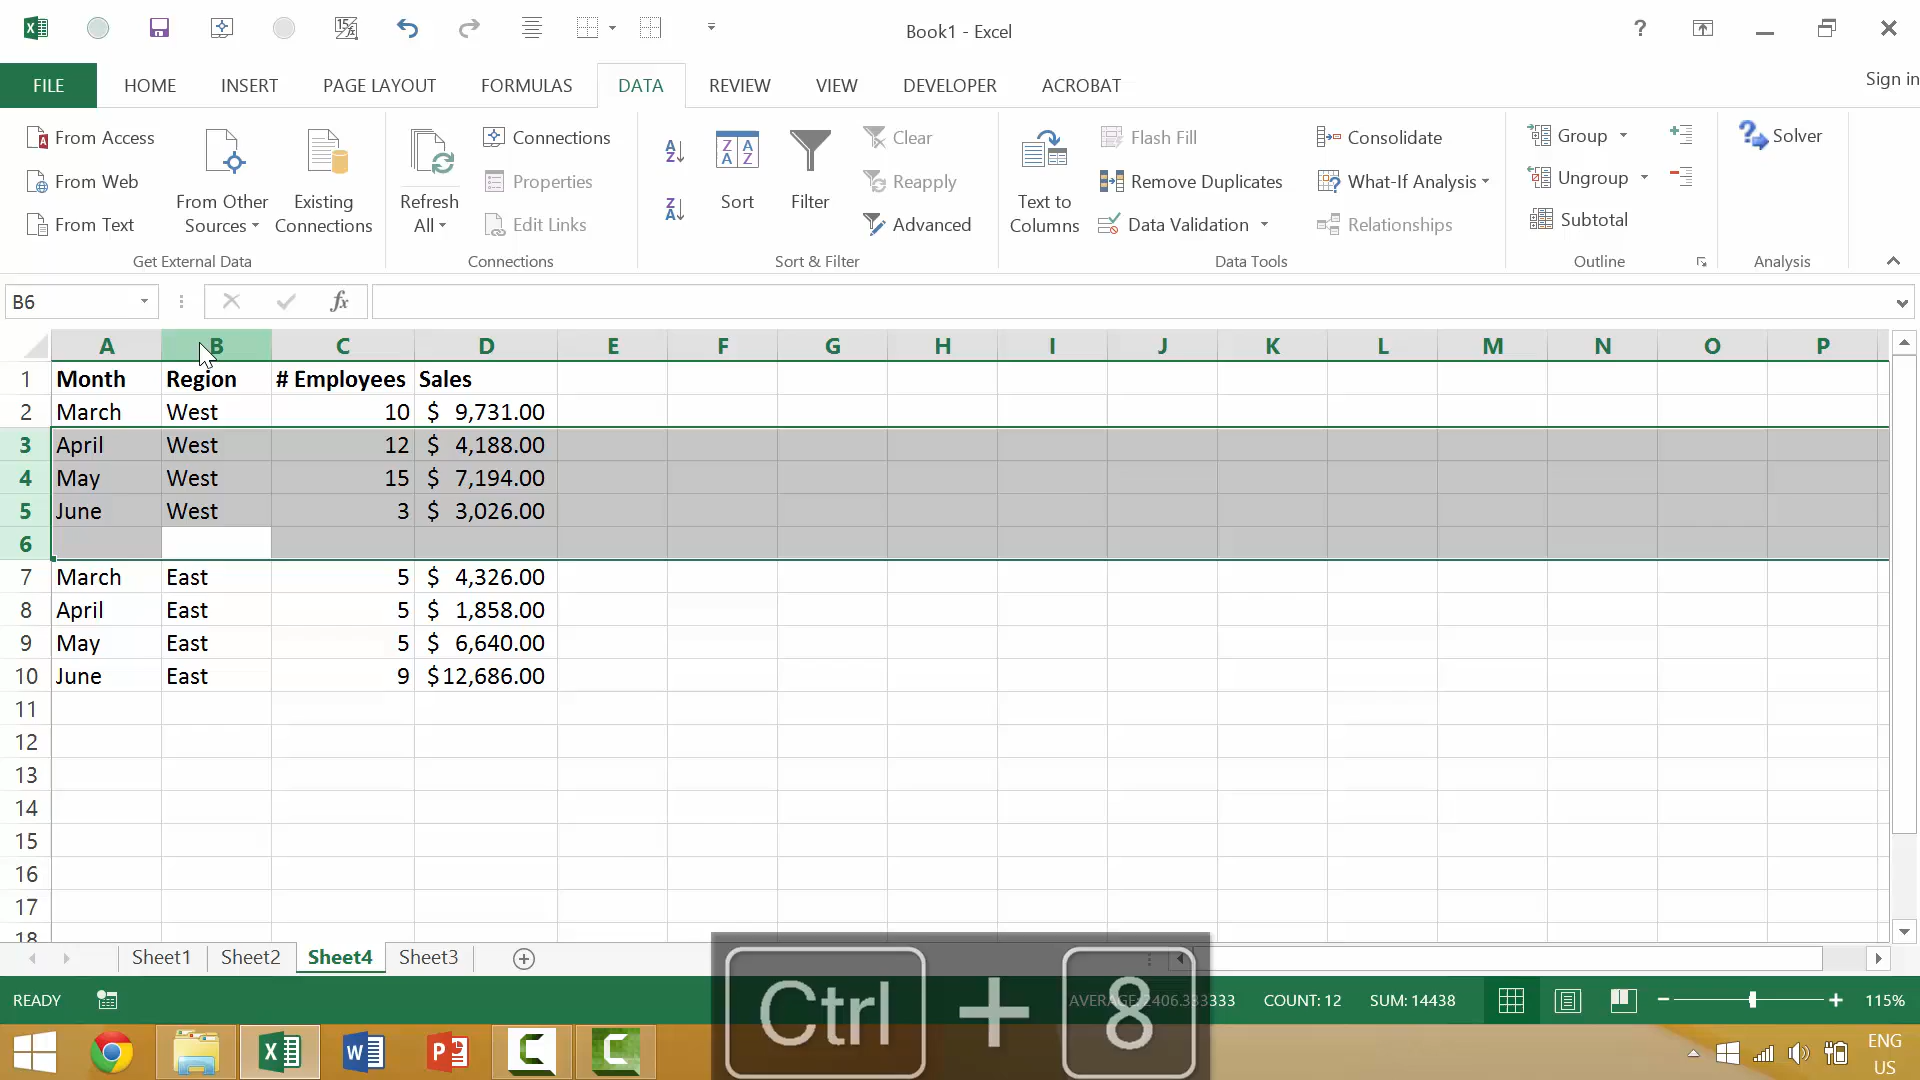 Book1 - Excel
?
Sign in
FILE HOME INSERT PAGE LAYOUT FORMULAS DATA REVIEW VIEW DEVELOPER ACROBAT
From Access
From Web
From Text
From Other Sources
Existing Connections
Get External Data
Refresh All
Connections
Properties
Edit Links
Connections
Sort
Filter
Clear
Reapply
Advanced
Sort & Filter
Text to Columns
Flash Fill
Remove Duplicates
Data Validation
Consolidate
What-If Analysis
Relationships
Data Tools
Group
Ungroup
Subtotal
Outline
Solver
Analysis
B6 fx
A B C D E F G H I J K L M N O P
1 Month Region # Employees Sales
2 March West 10 $ 9,731.00
3 April West 12 $ 4,188.00
4 May West 15 $ 7,194.00
5 June West 3 $ 3,026.00
6
7 March East 5 $ 4,326.00
8 April East 5 $ 1,858.00
9 May East 5 $ 6,640.00
10 June East 9 $12,686.00
11
12
13
14
15
16
17
18
Sheet1 Sheet2 Sheet4 Sheet3
Ctrl + 8
READY AVERAGE: 2406.333333 COUNT: 12 SUM: 14438 115%
ENG
US